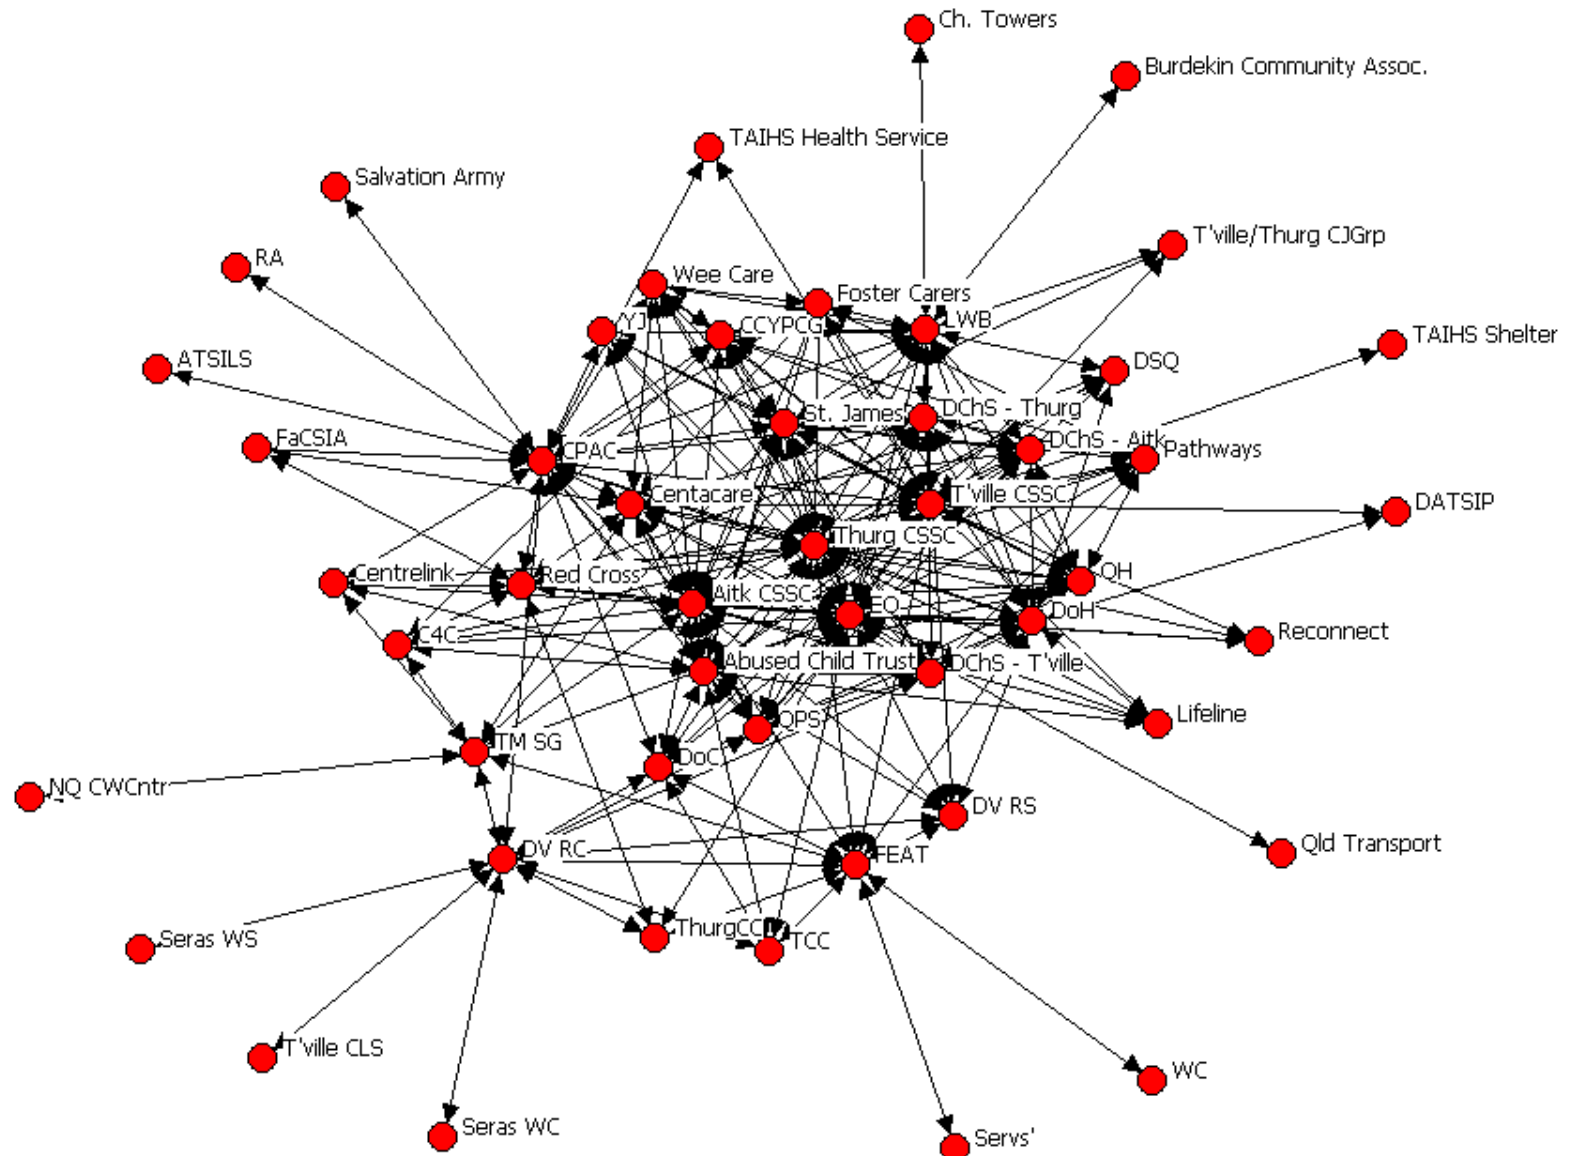 Ch. Towers
Burdekin Community Assoc.
TAIHS Health Service
Salvation Army
T'ville/Thurg CJGrp
RA
Wee Care
Foster Carers
YJ
CCYPCG
LWB
TAIHS Shelter
ATSILS
DSQ
St. James
DChS - Thurg
DChS - Aitk
Pathways
FaCSIA
CPAC
Centacare
T'ville CSSC
DATSIP
Thurg CSSC
Centrelink
Red Cross
QH
Aitk CSSC
DoH
C4C
Reconnect
Abused Child Trust
DChS - T'ville
Lifeline
QPS
TM SG
DoC
NQ CWCntr
DV RS
DV RC
FEAT
Qld Transport
Seras WS
ThurgCC
TCC
T'ville CLS
WC
Seras WC
Servs'